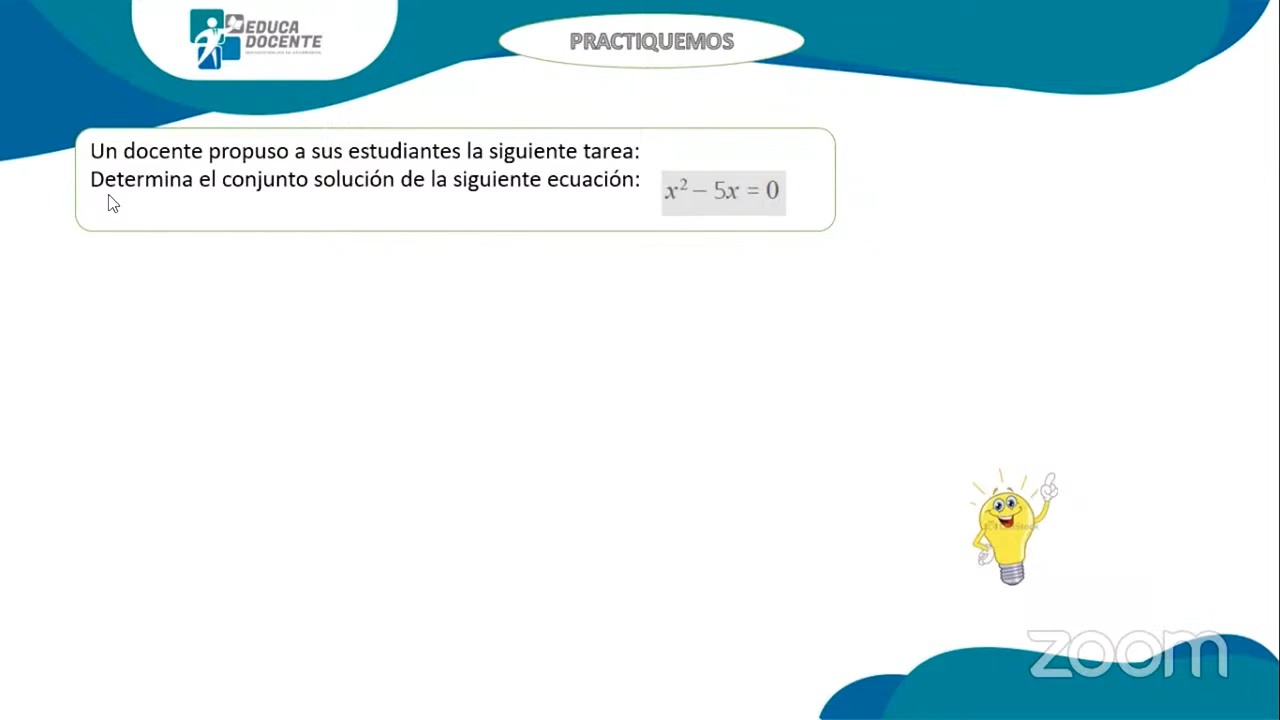 EDUCA
DOCENTE
PRACTIQUEMOS
Un docente propuso a sus estudiantes la siguiente tarea:
Determina el conjunto solución de la siguiente ecuación: x² – 5x = 0
zoom